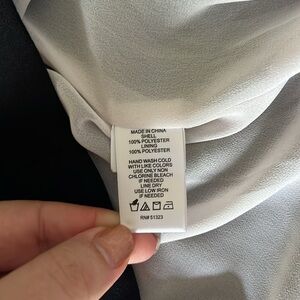 MADE IN CHINA
SHELL
100% POLYESTER
LINING
100% POLYESTER
HAND WASH COLD
WITH LIKE COLORS
USE ONLY NON
CHLORINE BLEACH
IF NEEDED
LINE DRY
USE LOW IRON
IF NEEDED
RN# 51323